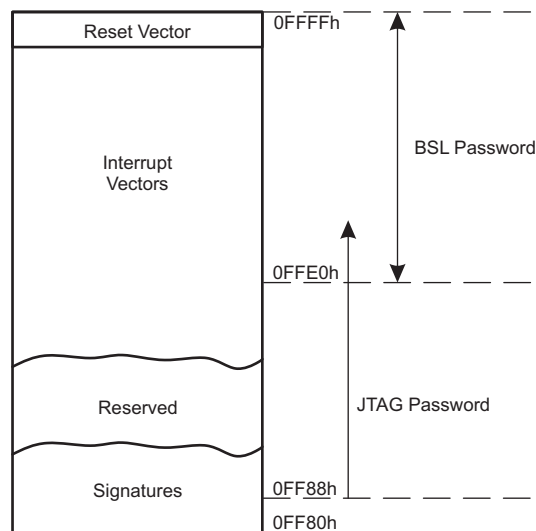 Reset Vector
0FFFFh
Interrupt
Vectors
BSL Password
0FFE0h
Reserved
JTAG Password
Signatures
0FF88h
0FF80h